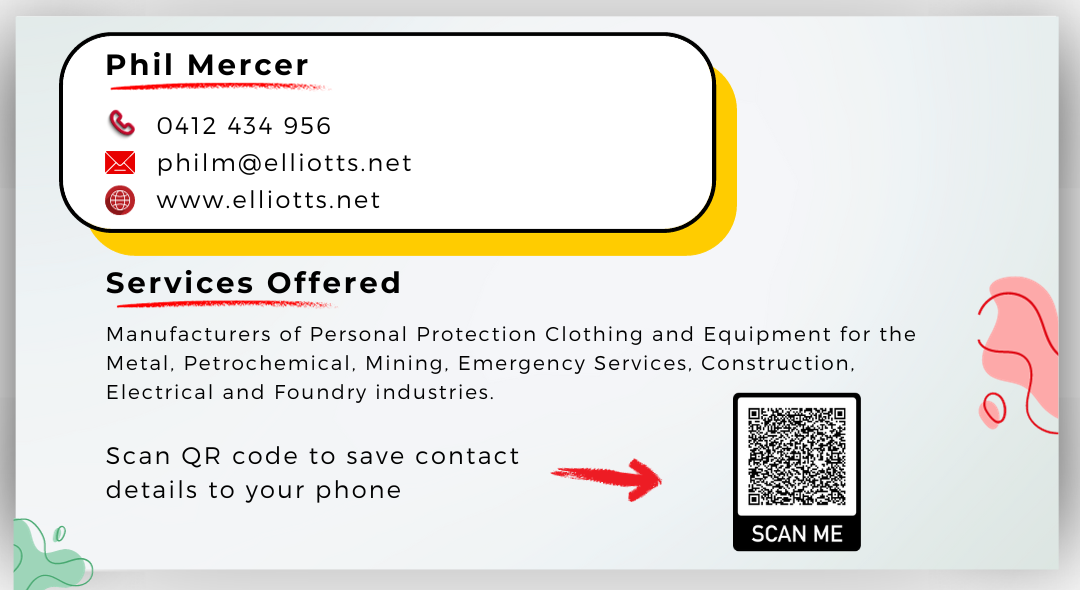 Phil Mercer
0412 434 956
philm@elliotts.net
www.elliotts.net
Services Offered
Manufacturers of Personal Protection Clothing and Equipment for the
Metal, Petrochemical, Mining, Emergency Services, Construction,
Electrical and Foundry industries.
Scan QR code to save contact
details to your phone
SCAN ME